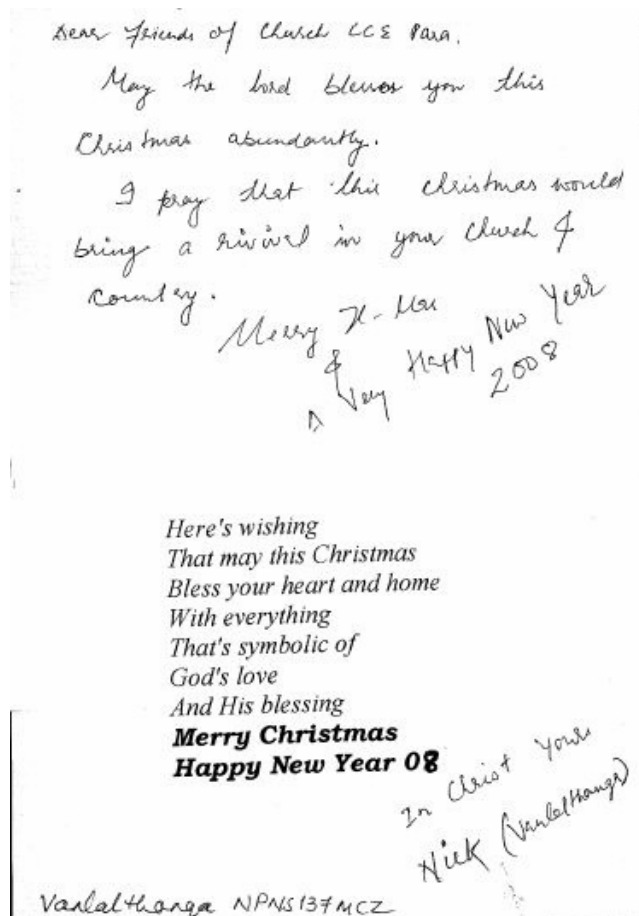 Dear Friends of Church LCE Para.
May the Lord blesses you this
Christmas abundantly.
I pray that this christmas would
bring a rivival in your Church &
country.
Merry X-Mas
&
A Very Happy New Year
2008
Here's wishing
That may this Christmas
Bless your heart and home
With everything
That's symbolic of
God's love
And His blessing
Merry Christmas
Happy New Year 08
In Christ Yours
(Vanlalthanga)
Vanlalthanga NPNS137MCZ